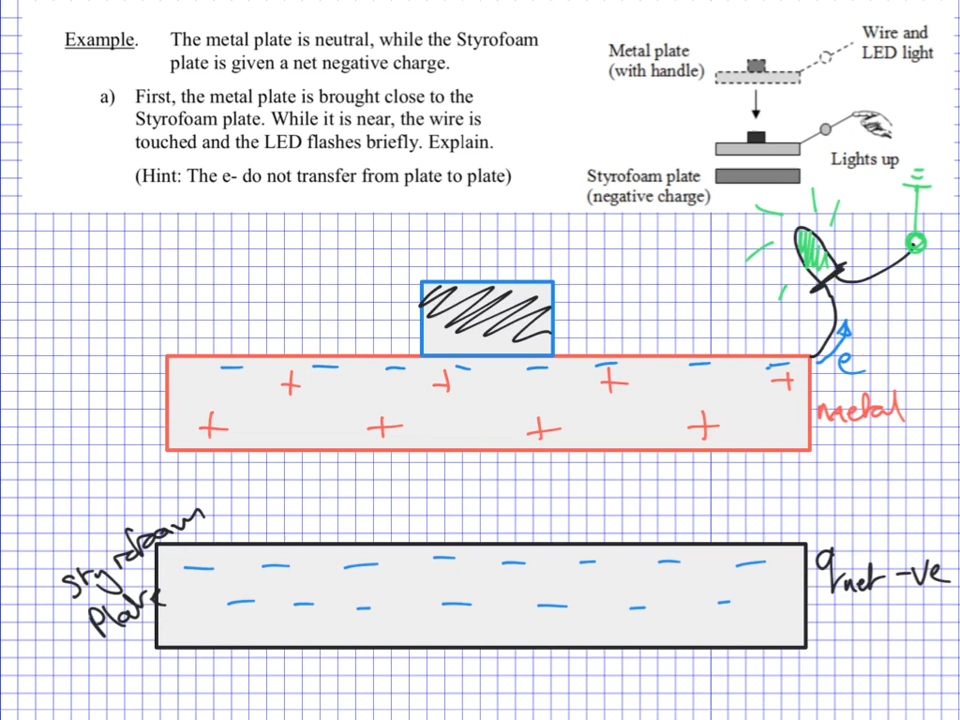 Example. The metal plate is neutral, while the Styrofoam
plate is given a net negative charge.
a) First, the metal plate is brought close to the
Styrofoam plate. While it is near, the wire is
touched and the LED flashes briefly. Explain.
(Hint: The e- do not transfer from plate to plate)
Metal plate
(with handle)
Wire and
LED light
Lights up
Styrofoam plate
(negative charge)
e
metal
Styrofoam
Plate
qnet -ve